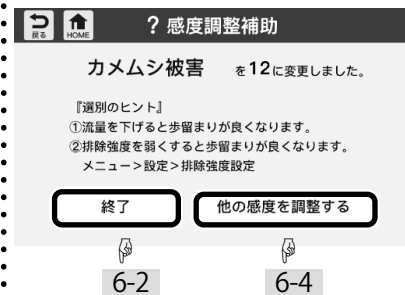 戻る HOME ？感度調整補助
カメムシ被害 を12に変更しました。
『選別のヒント』
①流量を下げると歩留まりが良くなります。
②排除強度を弱くすると歩留まりが良くなります。
メニュー＞設定＞排除強度設定
終了 他の感度を調整する
6-2 6-4